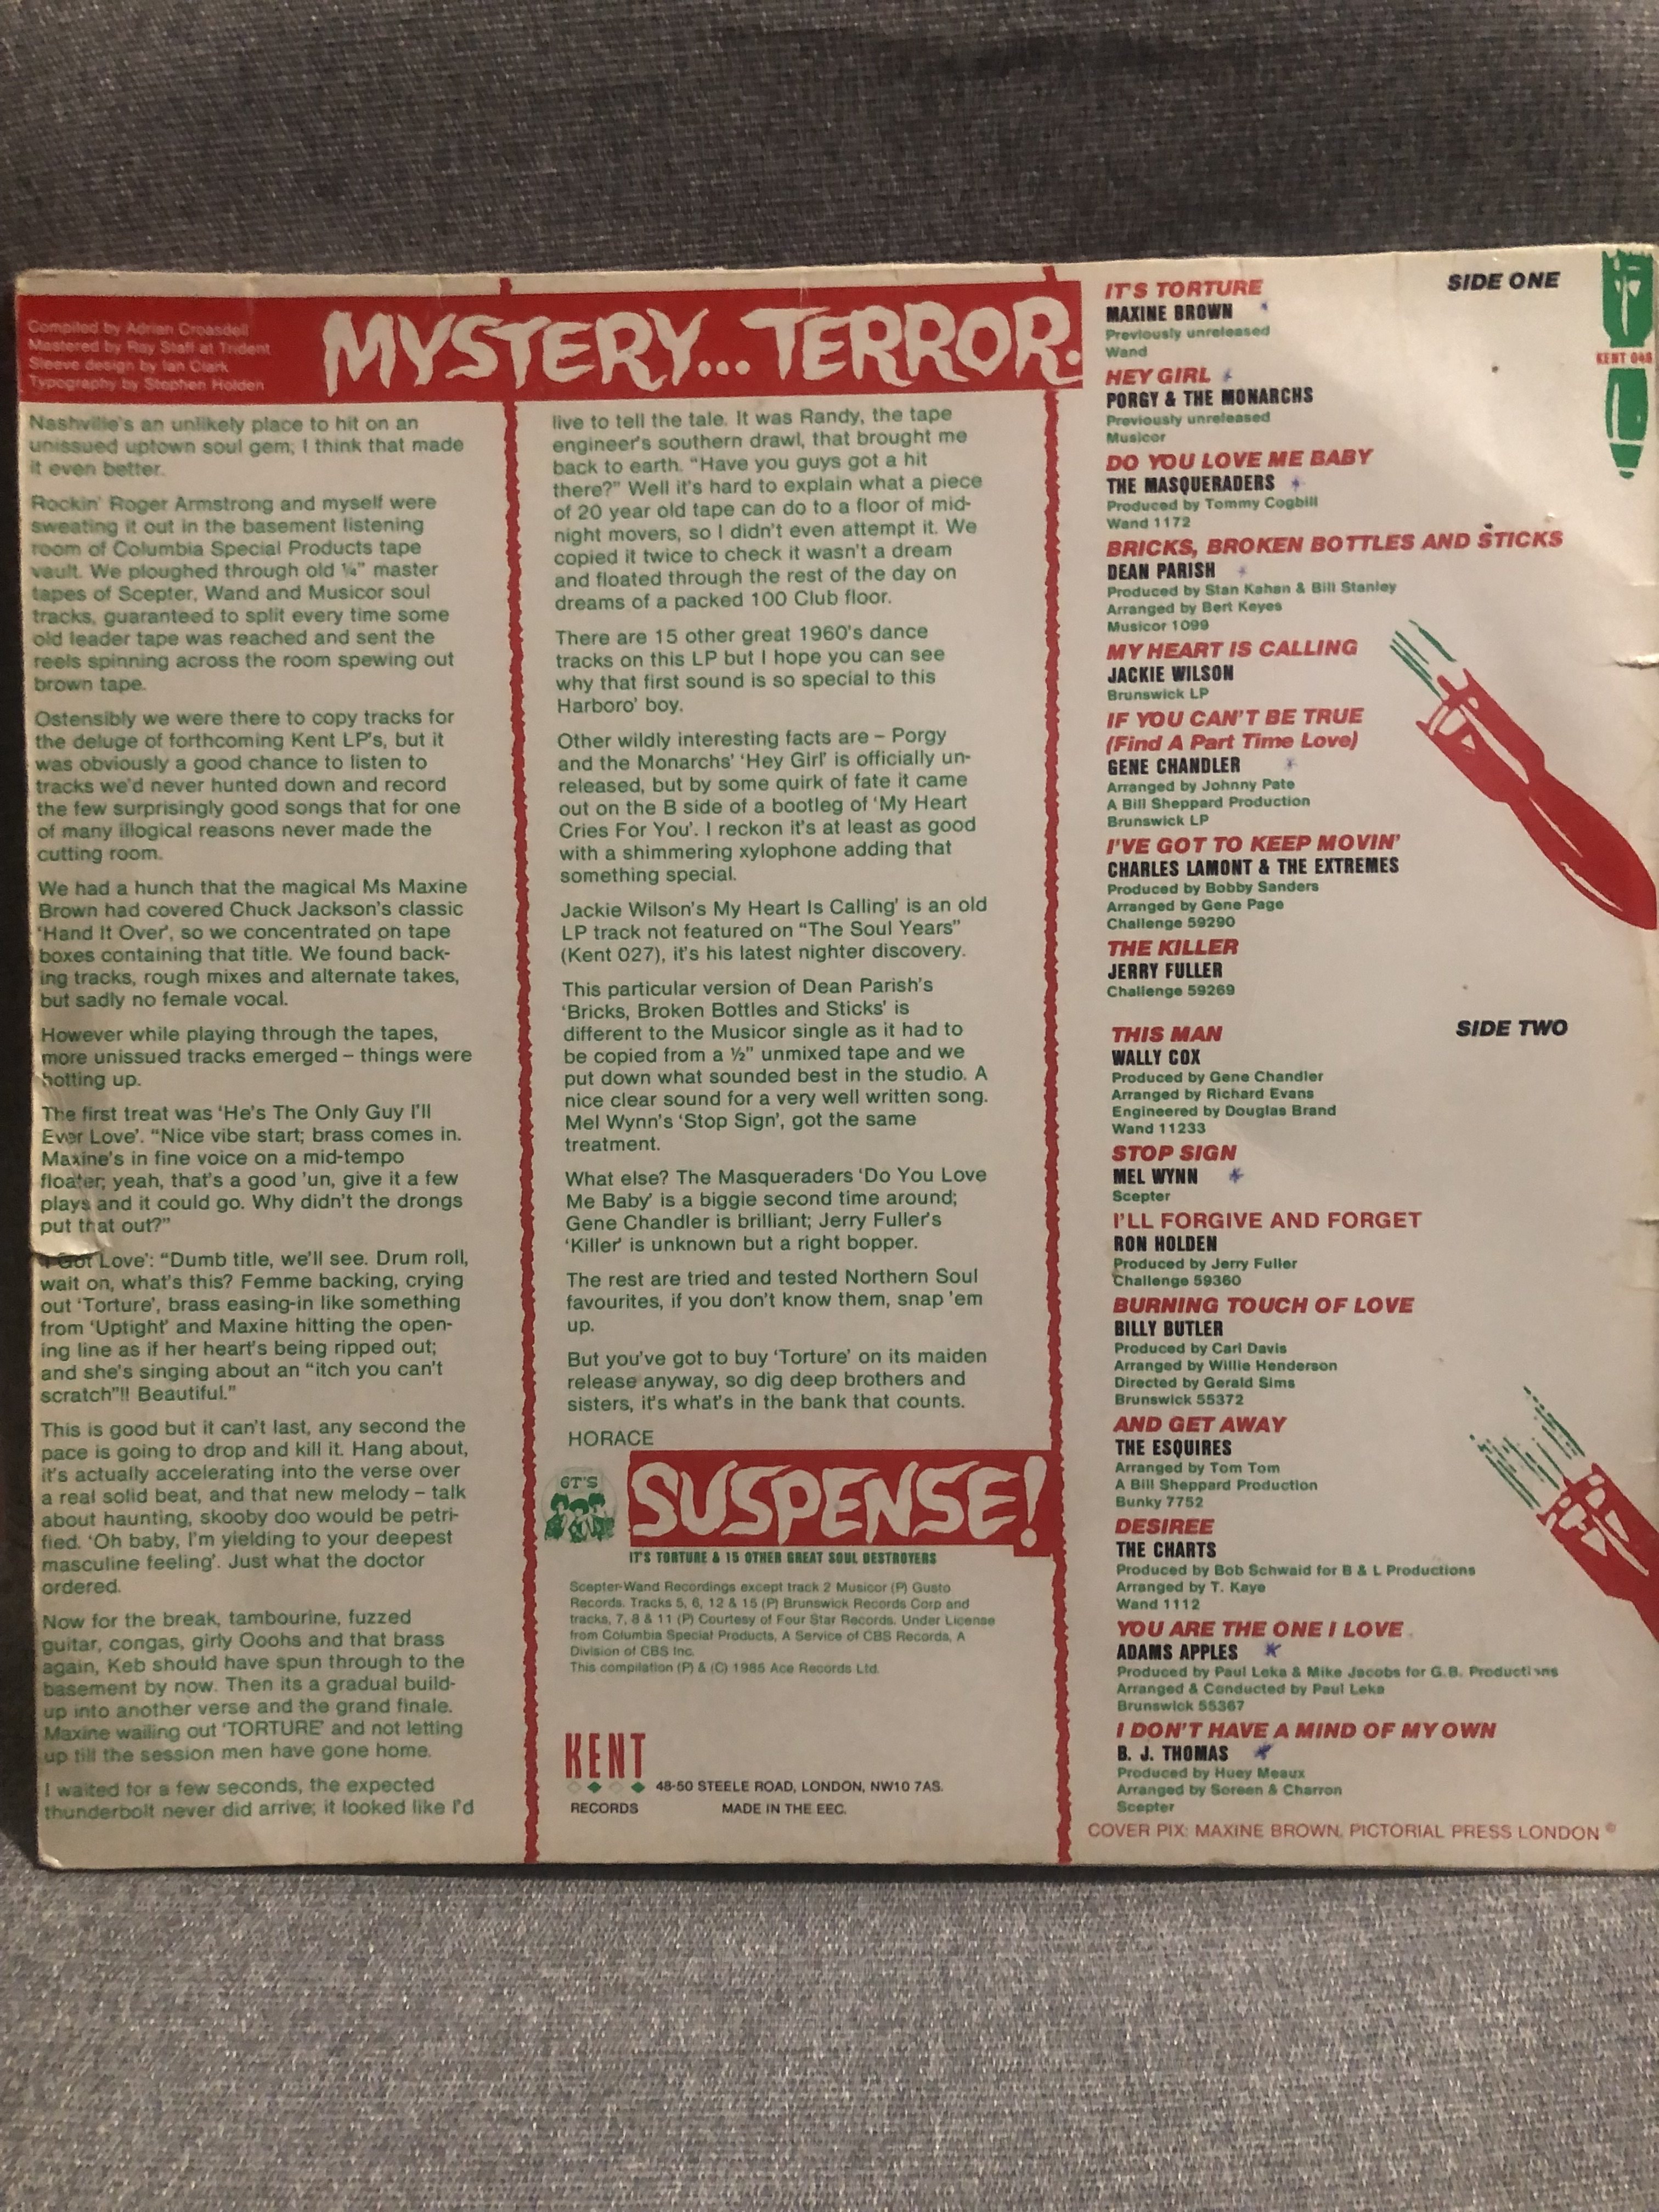 Compiled by Adrian Croasdell
Mastered by Ray Staff at Trident
Sleeve design by Ian Clark
Typography by Stephen Holden
MYSTERY... TERROR.
Nashville's an unlikely place to hit on an
unissued uptown soul gem; I think that made
it even better.
Rockin' Roger Armstrong and myself were
sweating it out in the basement listening
room of Columbia Special Products tape
vault. We ploughed through old ¼" master
tapes of Scepter, Wand and Musicor soul
tracks, guaranteed to split every time some
old leader tape was reached and sent the
reels spinning across the room spewing out
brown tape.
Ostensibly we were there to copy tracks for
the deluge of forthcoming Kent LP's, but it
was obviously a good chance to listen to
tracks we'd never hunted down and record
the few surprisingly good songs that for one
of many illogical reasons never made the
cutting room.
We had a hunch that the magical Ms Maxine
Brown had covered Chuck Jackson's classic
'Hand It Over', so we concentrated on tape
boxes containing that title. We found back-
ing tracks, rough mixes and alternate takes,
but sadly no female vocal.
However while playing through the tapes,
more unissued tracks emerged – things were
hotting up.
The first treat was 'He's The Only Guy I'll
Ever Love'. "Nice vibe start; brass comes in.
Maxine's in fine voice on a mid-tempo
floater; yeah, that's a good 'un, give it a few
plays and it could go. Why didn't the drongs
put that out?"
Got Love': "Dumb title, we'll see. Drum roll,
wait on, what's this? Femme backing, crying
out 'Torture', brass easing-in like something
from 'Uptight' and Maxine hitting the open-
ing line as if her heart's being ripped out;
and she's singing about an "itch you can't
scratch"!! Beautiful."
This is good but it can't last, any second the
pace is going to drop and kill it. Hang about,
it's actually accelerating into the verse over
a real solid beat, and that new melody – talk
about haunting, skooby doo would be petri-
fied. 'Oh baby, I'm yielding to your deepest
masculine feeling'. Just what the doctor
ordered.
Now for the break, tambourine, fuzzed
guitar, congas, girly Ooohs and that brass
again, Keb should have spun through to the
basement by now. Then its a gradual build-
up into another verse and the grand finale.
Maxine wailing out 'TORTURE' and not letting
up till the session men have gone home.
I waited for a few seconds, the expected
thunderbolt never did arrive; it looked like I'd
live to tell the tale. It was Randy, the tape
engineer's southern drawl, that brought me
back to earth. "Have you guys got a hit
there?" Well it's hard to explain what a piece
of 20 year old tape can do to a floor of mid-
night movers, so I didn't even attempt it. We
copied it twice to check it wasn't a dream
and floated through the rest of the day on
dreams of a packed 100 Club floor.
There are 15 other great 1960's dance
tracks on this LP but I hope you can see
why that first sound is so special to this
Harboro' boy.
Other wildly interesting facts are – Porgy
and the Monarchs' 'Hey Girl' is officially un-
released, but by some quirk of fate it came
out on the B side of a bootleg of 'My Heart
Cries For You'. I reckon it's at least as good
with a shimmering xylophone adding that
something special.
Jackie Wilson's My Heart Is Calling' is an old
LP track not featured on "The Soul Years"
(Kent 027), it's his latest nighter discovery.
This particular version of Dean Parish's
'Bricks, Broken Bottles and Sticks' is
different to the Musicor single as it had to
be copied from a ½" unmixed tape and we
put down what sounded best in the studio. A
nice clear sound for a very well written song.
Mel Wynn's 'Stop Sign', got the same
treatment.
What else? The Masqueraders 'Do You Love
Me Baby' is a biggie second time around;
Gene Chandler is brilliant; Jerry Fuller's
'Killer' is unknown but a right bopper.
The rest are tried and tested Northern Soul
favourites, if you don't know them, snap 'em
up.
But you've got to buy 'Torture' on its maiden
release anyway, so dig deep brothers and
sisters, it's what's in the bank that counts.
HORACE
6T'S
SUSPENSE!
IT'S TORTURE & 15 OTHER GREAT SOUL DESTROYERS
Scepter-Wand Recordings except track 2 Musicor (P) Gusto
Records. Tracks 5, 6, 12 & 15 (P) Brunswick Records Corp and
tracks, 7, 8 & 11 (P) Courtesy of Four Star Records. Under License
from Columbia Special Products, A Service of CBS Records, A
Division of CBS Inc.
This compilation (P) & (C) 1985 Ace Records Ltd.
KENT
RECORDS
48-50 STEELE ROAD, LONDON, NW10 7AS.
MADE IN THE EEC.
SIDE ONE
KENT 048
IT'S TORTURE
MAXINE BROWN
Previously unreleased
Wand
HEY GIRL
PORGY & THE MONARCHS
Previously unreleased
Musicor
DO YOU LOVE ME BABY
THE MASQUERADERS
Produced by Tommy Cogbill
Wand 1172
BRICKS, BROKEN BOTTLES AND STICKS
DEAN PARISH
Produced by Stan Kahan & Bill Stanley
Arranged by Bert Keyes
Musicor 1099
MY HEART IS CALLING
JACKIE WILSON
Brunswick LP
IF YOU CAN'T BE TRUE
(Find A Part Time Love)
GENE CHANDLER
Arranged by Johnny Pate
A Bill Sheppard Production
Brunswick LP
I'VE GOT TO KEEP MOVIN'
CHARLES LAMONT & THE EXTREMES
Produced by Bobby Sanders
Arranged by Gene Page
Challenge 59290
THE KILLER
JERRY FULLER
Challenge 59269
SIDE TWO
THIS MAN
WALLY COX
Produced by Gene Chandler
Arranged by Richard Evans
Engineered by Douglas Brand
Wand 11233
STOP SIGN
MEL WYNN
Scepter
I'LL FORGIVE AND FORGET
RON HOLDEN
Produced by Jerry Fuller
Challenge 59360
BURNING TOUCH OF LOVE
BILLY BUTLER
Produced by Carl Davis
Arranged by Willie Henderson
Directed by Gerald Sims
Brunswick 55372
AND GET AWAY
THE ESQUIRES
Arranged by Tom Tom
A Bill Sheppard Production
Bunky 7752
DESIREE
THE CHARTS
Produced by Bob Schwaid for B & L Productions
Arranged by T. Kaye
Wand 1112
YOU ARE THE ONE I LOVE
ADAMS APPLES
Produced by Paul Leka & Mike Jacobs for G.B. Productions
Arranged & Conducted by Paul Leka
Brunswick 55367
I DON'T HAVE A MIND OF MY OWN
B. J. THOMAS
Produced by Huey Meaux
Arranged by Soreen & Charron
Scepter
COVER PIX: MAXINE BROWN, PICTORIAL PRESS LONDON ©